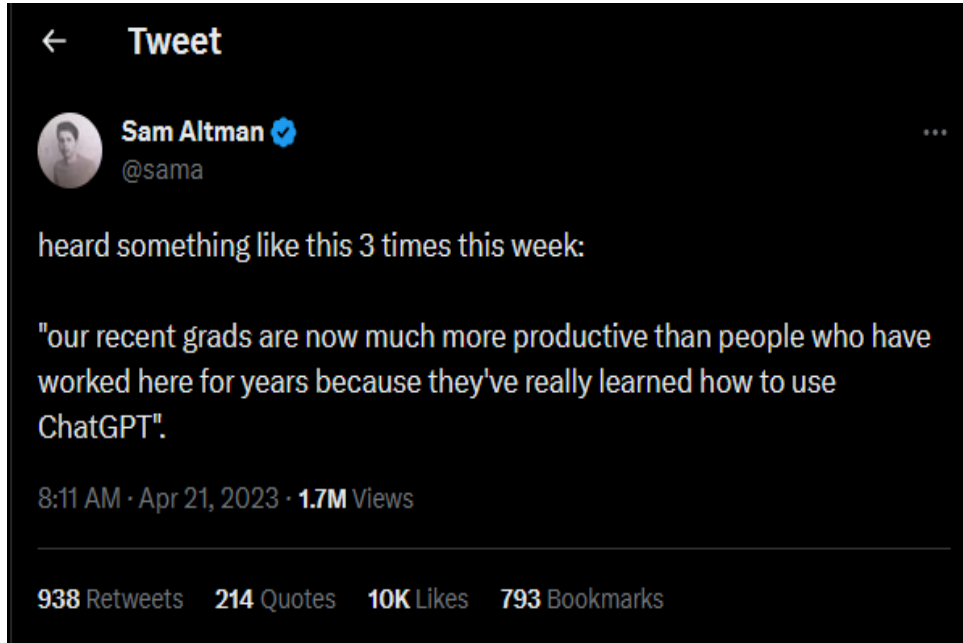 ← Tweet
Sam Altman
@sama
...
heard something like this 3 times this week:
"our recent grads are now much more productive than people who have
worked here for years because they've really learned how to use
ChatGPT".
8:11 AM · Apr 21, 2023 · 1.7M Views
938 Retweets 214 Quotes 10K Likes 793 Bookmarks